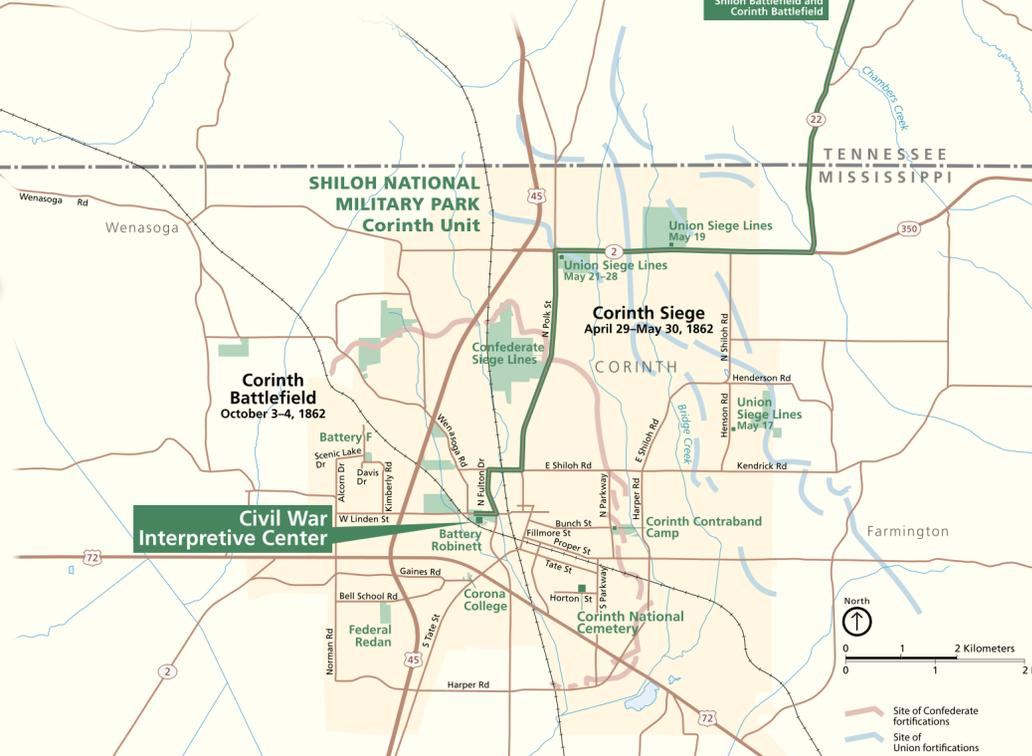 Shiloh Battlefield and
Corinth Battlefield
Chambers Creek
22
TENNESSEE
MISSISSIPPI
SHILOH NATIONAL
MILITARY PARK
Corinth Unit
45
Wenasoga Rd
Wenasoga
350
Union Siege Lines
May 19
2
Union Siege Lines
May 21–28
Corinth Siege
April 29–May 30, 1862
N Polk St
N Shiloh Rd
Confederate
Siege Lines
CORINTH
Corinth
Battlefield
October 3–4, 1862
Henderson Rd
Union
Siege Lines
May 17
Henson Rd
Bridge Creek
E Shiloh Rd
Wenasoga Rd
Battery F
Scenic Lake
Dr
Davis
Dr
Alcorn Dr
Kimberly Rd
N Fulton Dr
E Shiloh Rd
Kendrick Rd
N Parkway
Harper Rd
Civil War
Interpretive Center
W Linden St
Battery
Robinett
Bunch St
Fillmore St
Proper St
Corinth Contraband
Camp
Farmington
72
Tate St
Gaines Rd
Bell School Rd
Corona
College
Horton St
S Parkway
Corinth National
Cemetery
Federal
Redan
Norman Rd
S Tate St
45
2
Harper Rd
72
North
0 1 2 Kilometers
0 1 2
Site of Confederate
fortifications
Site of
Union fortifications